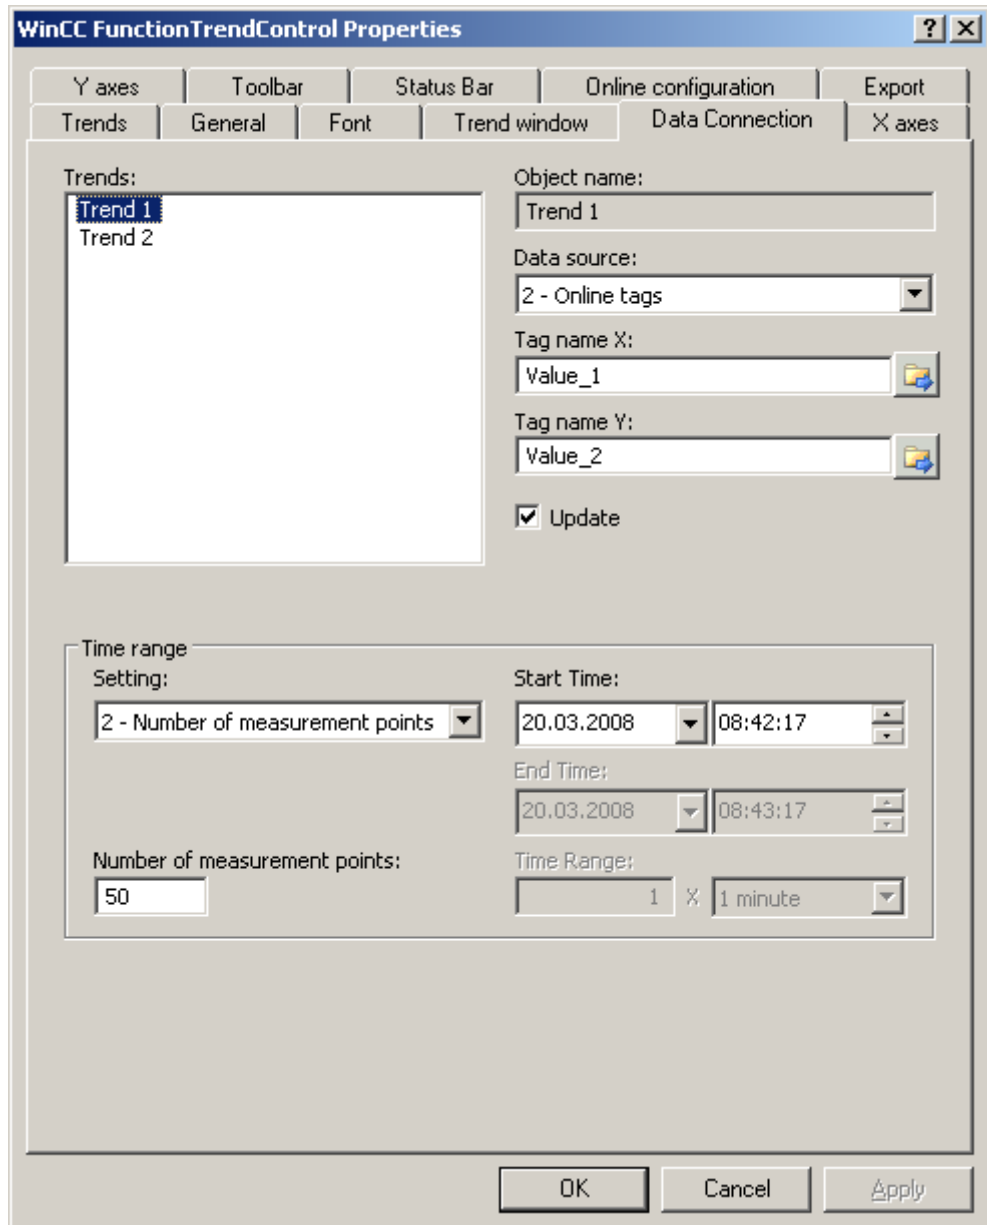 WinCC FunctionTrendControl Properties
Y axes Toolbar Status Bar Online configuration Export
Trends General Font Trend window Data Connection X axes
Trends:
Trend 1
Trend 2
Object name:
Trend 1
Data source:
2 - Online tags
Tag name X:
Value_1
Tag name Y:
Value_2
Update
Time range
Setting:
2 - Number of measurement points
Start Time:
20.03.2008 08:42:17
End Time:
20.03.2008 08:43:17
Number of measurement points:
50
Time Range:
1 X 1 minute
OK Cancel Apply